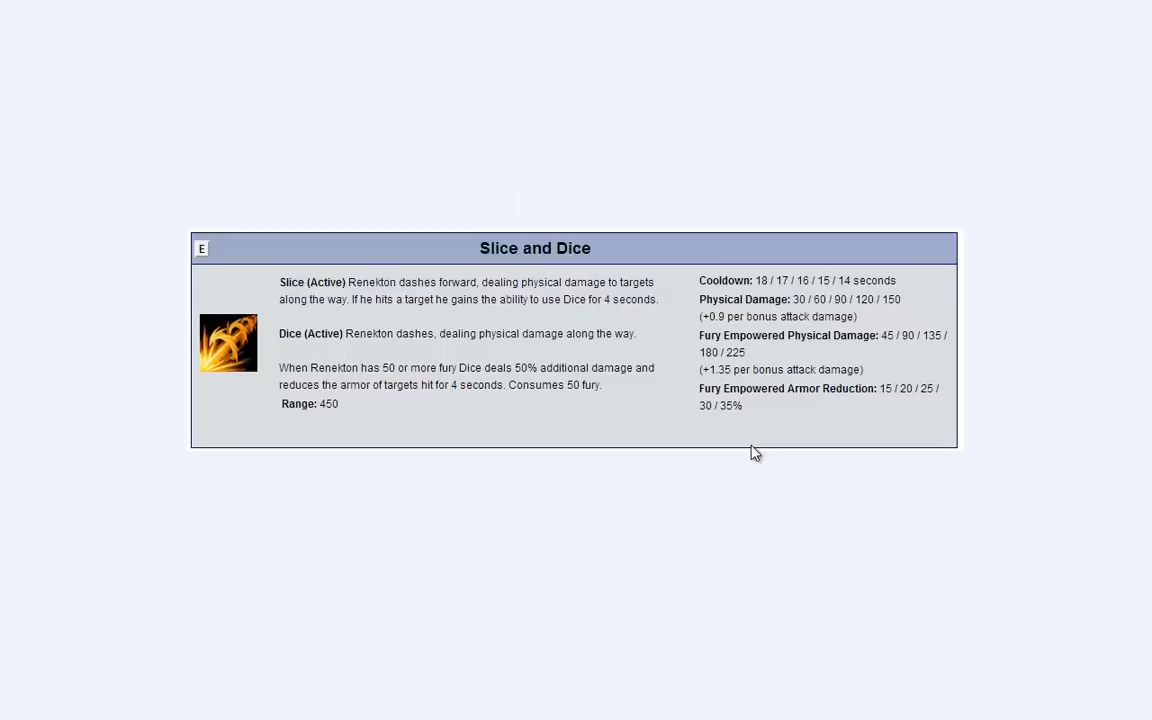 E
Slice and Dice
Slice (Active) Renekton dashes forward, dealing physical damage to targets
along the way. If he hits a target he gains the ability to use Dice for 4 seconds.
Dice (Active) Renekton dashes, dealing physical damage along the way.
When Renekton has 50 or more fury Dice deals 50% additional damage and
reduces the armor of targets hit for 4 seconds. Consumes 50 fury.
Range: 450
Cooldown: 18 / 17 / 16 / 15 / 14 seconds
Physical Damage: 30 / 60 / 90 / 120 / 150
(+0.9 per bonus attack damage)
Fury Empowered Physical Damage: 45 / 90 / 135 /
180 / 225
(+1.35 per bonus attack damage)
Fury Empowered Armor Reduction: 15 / 20 / 25 /
30 / 35%